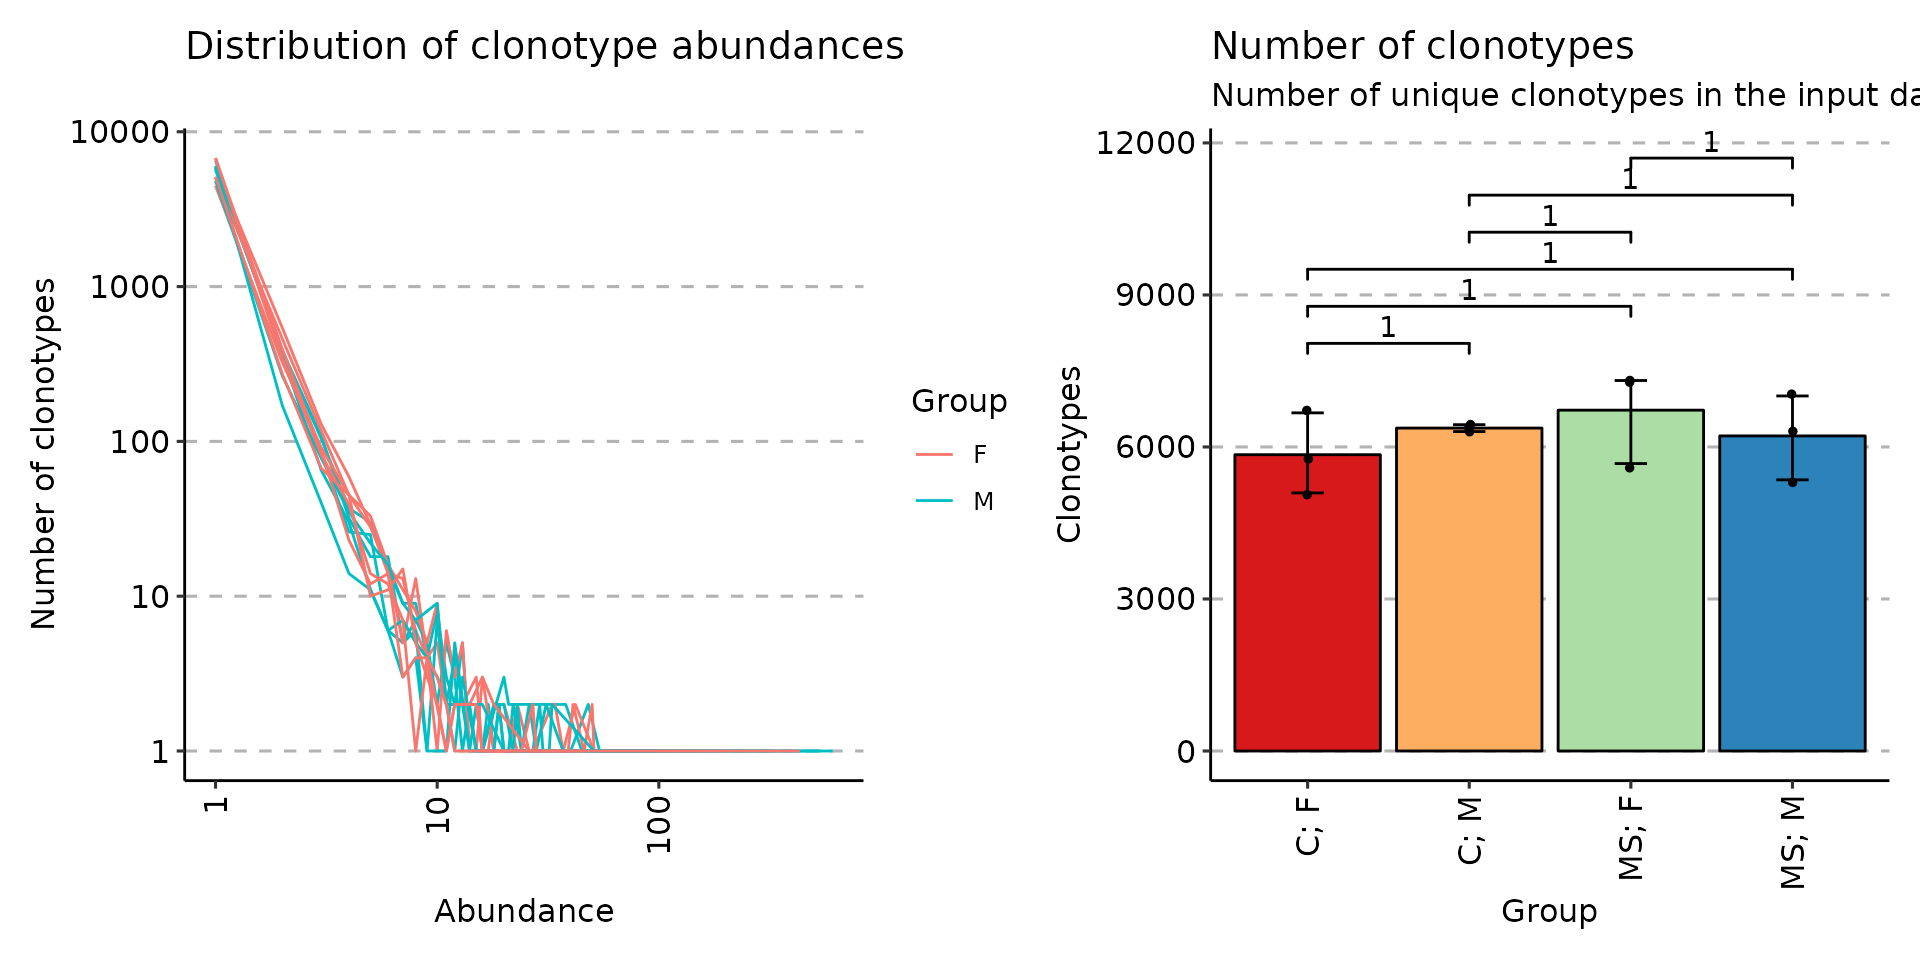 Distribution of clonotype abundances
Number of clonotypes
10000
1000
100
10
1
1
10
100
Abundance
Group
F
M
Number of clonotypes
Number of unique clonotypes in the input da
Clonotypes
12000
9000
6000
3000
0
1
1
1
1
1
1
C; F
C; M
MS; F
MS; M
Group